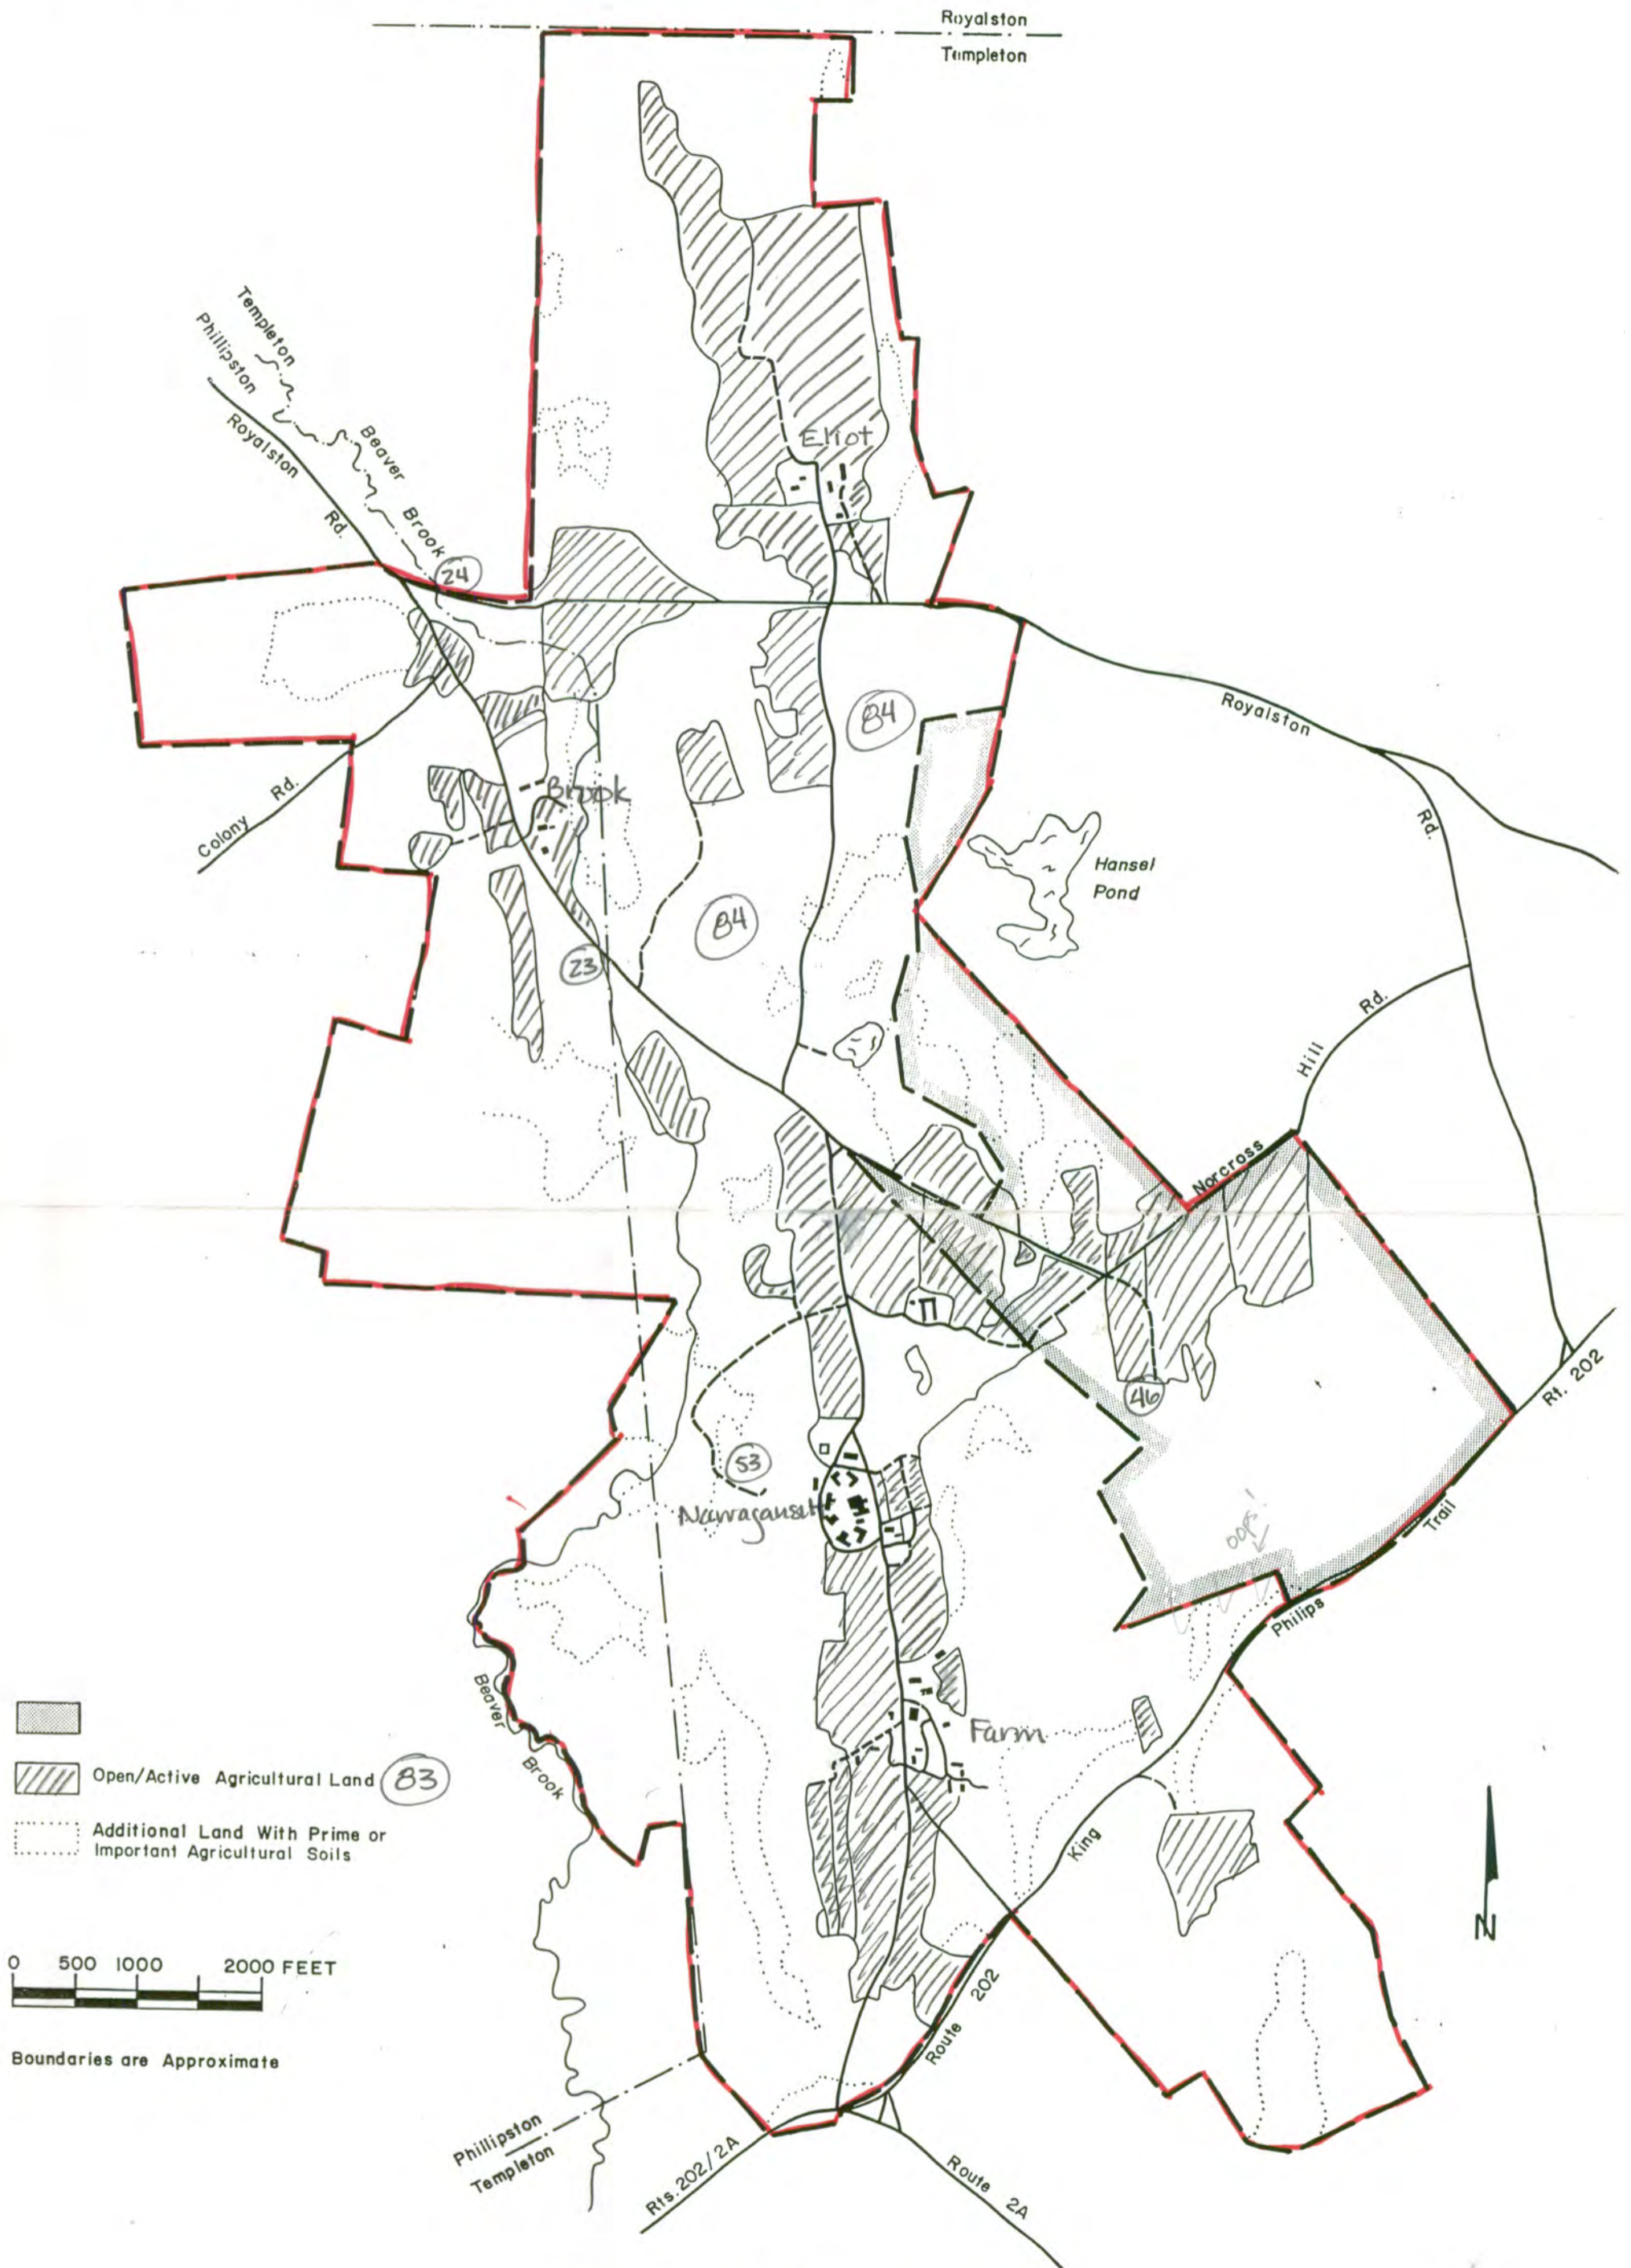 Royalston
Templeton
Templeton
Phillipston
Royalston
Rd.
Beaver
Brook
24
Eliot
84
Royalston
Rd.
Colony Rd.
Brook
Hansel
Pond
84
23
Hill Rd.
Norcross
46
Rt. 202
53
Narragansett
oops!
Trail
Philips
Beaver
Brook
Farm
King
Open/Active Agricultural Land 83
Additional Land With Prime or
Important Agricultural Soils
N
0 500 1000 2000 FEET
Boundaries are Approximate
Route 202
Phillipston
Templeton
Rts. 202/2A
Route 2A